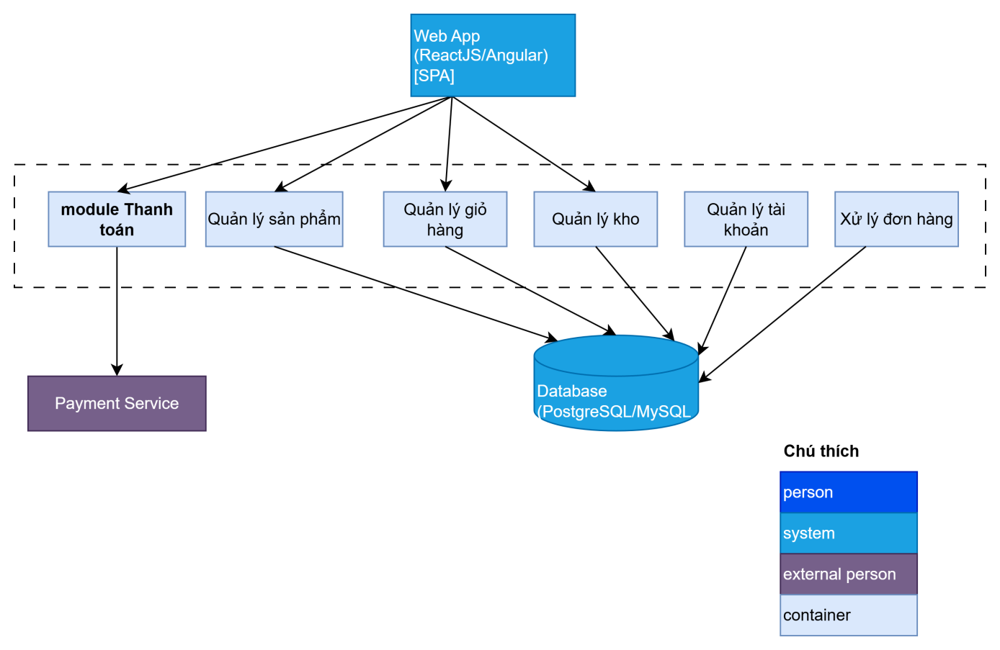 Web App
(ReactJS/Angular)
[SPA]
module Thanh
toán
Quản lý sản phẩm
Quản lý giỏ
hàng
Quản lý kho
Quản lý tài
khoản
Xử lý đơn hàng
Payment Service
Database
(PostgreSQL/MySQL
Chú thích
person
system
external person
container